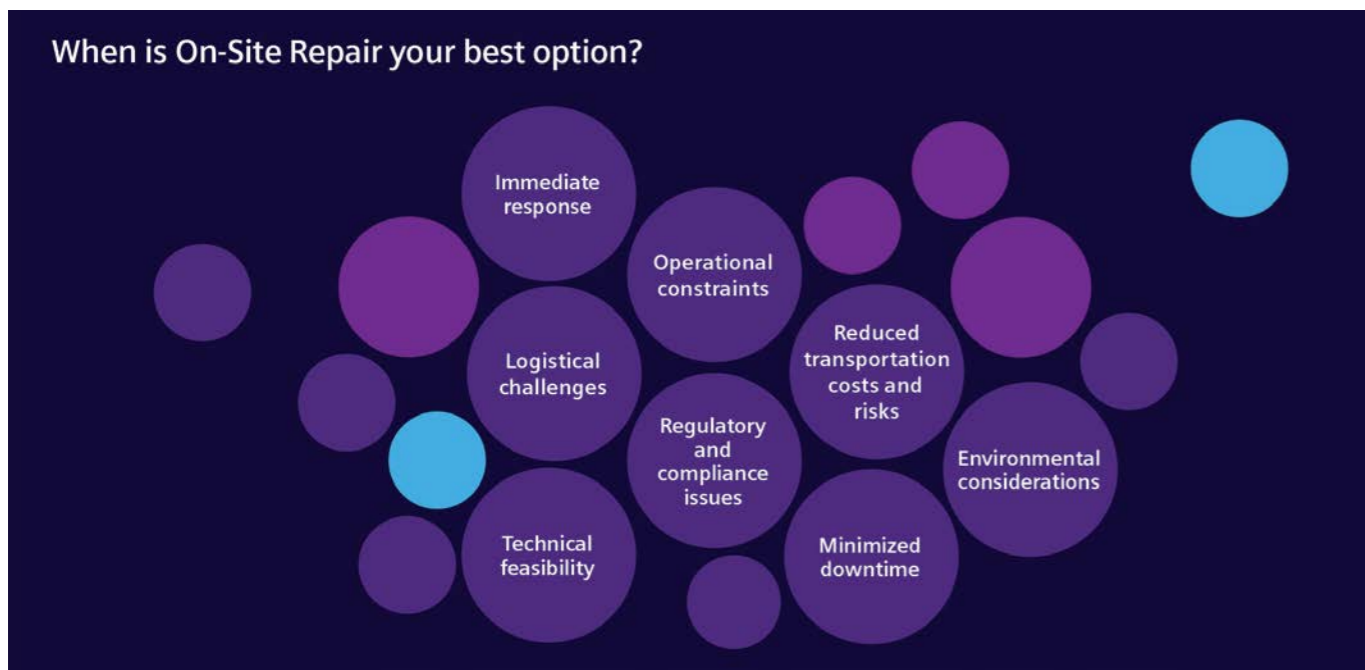 When is On-Site Repair your best option?
Immediate
response
Operational
constraints
Logistical
challenges
Reduced
transportation
costs and
risks
Regulatory
and
compliance
issues
Environmental
considerations
Technical
feasibility
Minimized
downtime